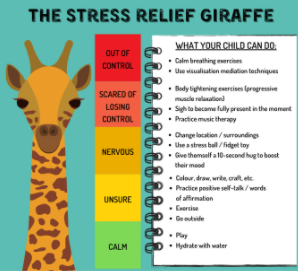 THE STRESS RELIEF GIRAFFE
OUT OF
CONTROL
SCARED OF
LOSING
CONTROL
NERVOUS
UNSURE
CALM
WHAT YOUR CHILD CAN DO:
• Calm breathing exercises
• Use visualisation mediation techniques
• Body tightening exercises (progressive
muscle relaxation)
• Sigh to become fully present in the moment
• Practice music therapy
• Change location / surroundings
• Use a stress ball / fidget toy
• Give themself a 10-second hug to boost
their mood
• Colour, draw, write, craft, etc.
• Practice positive self-talk / words
of affirmation
• Exercise
• Go outside
• Play
• Hydrate with water